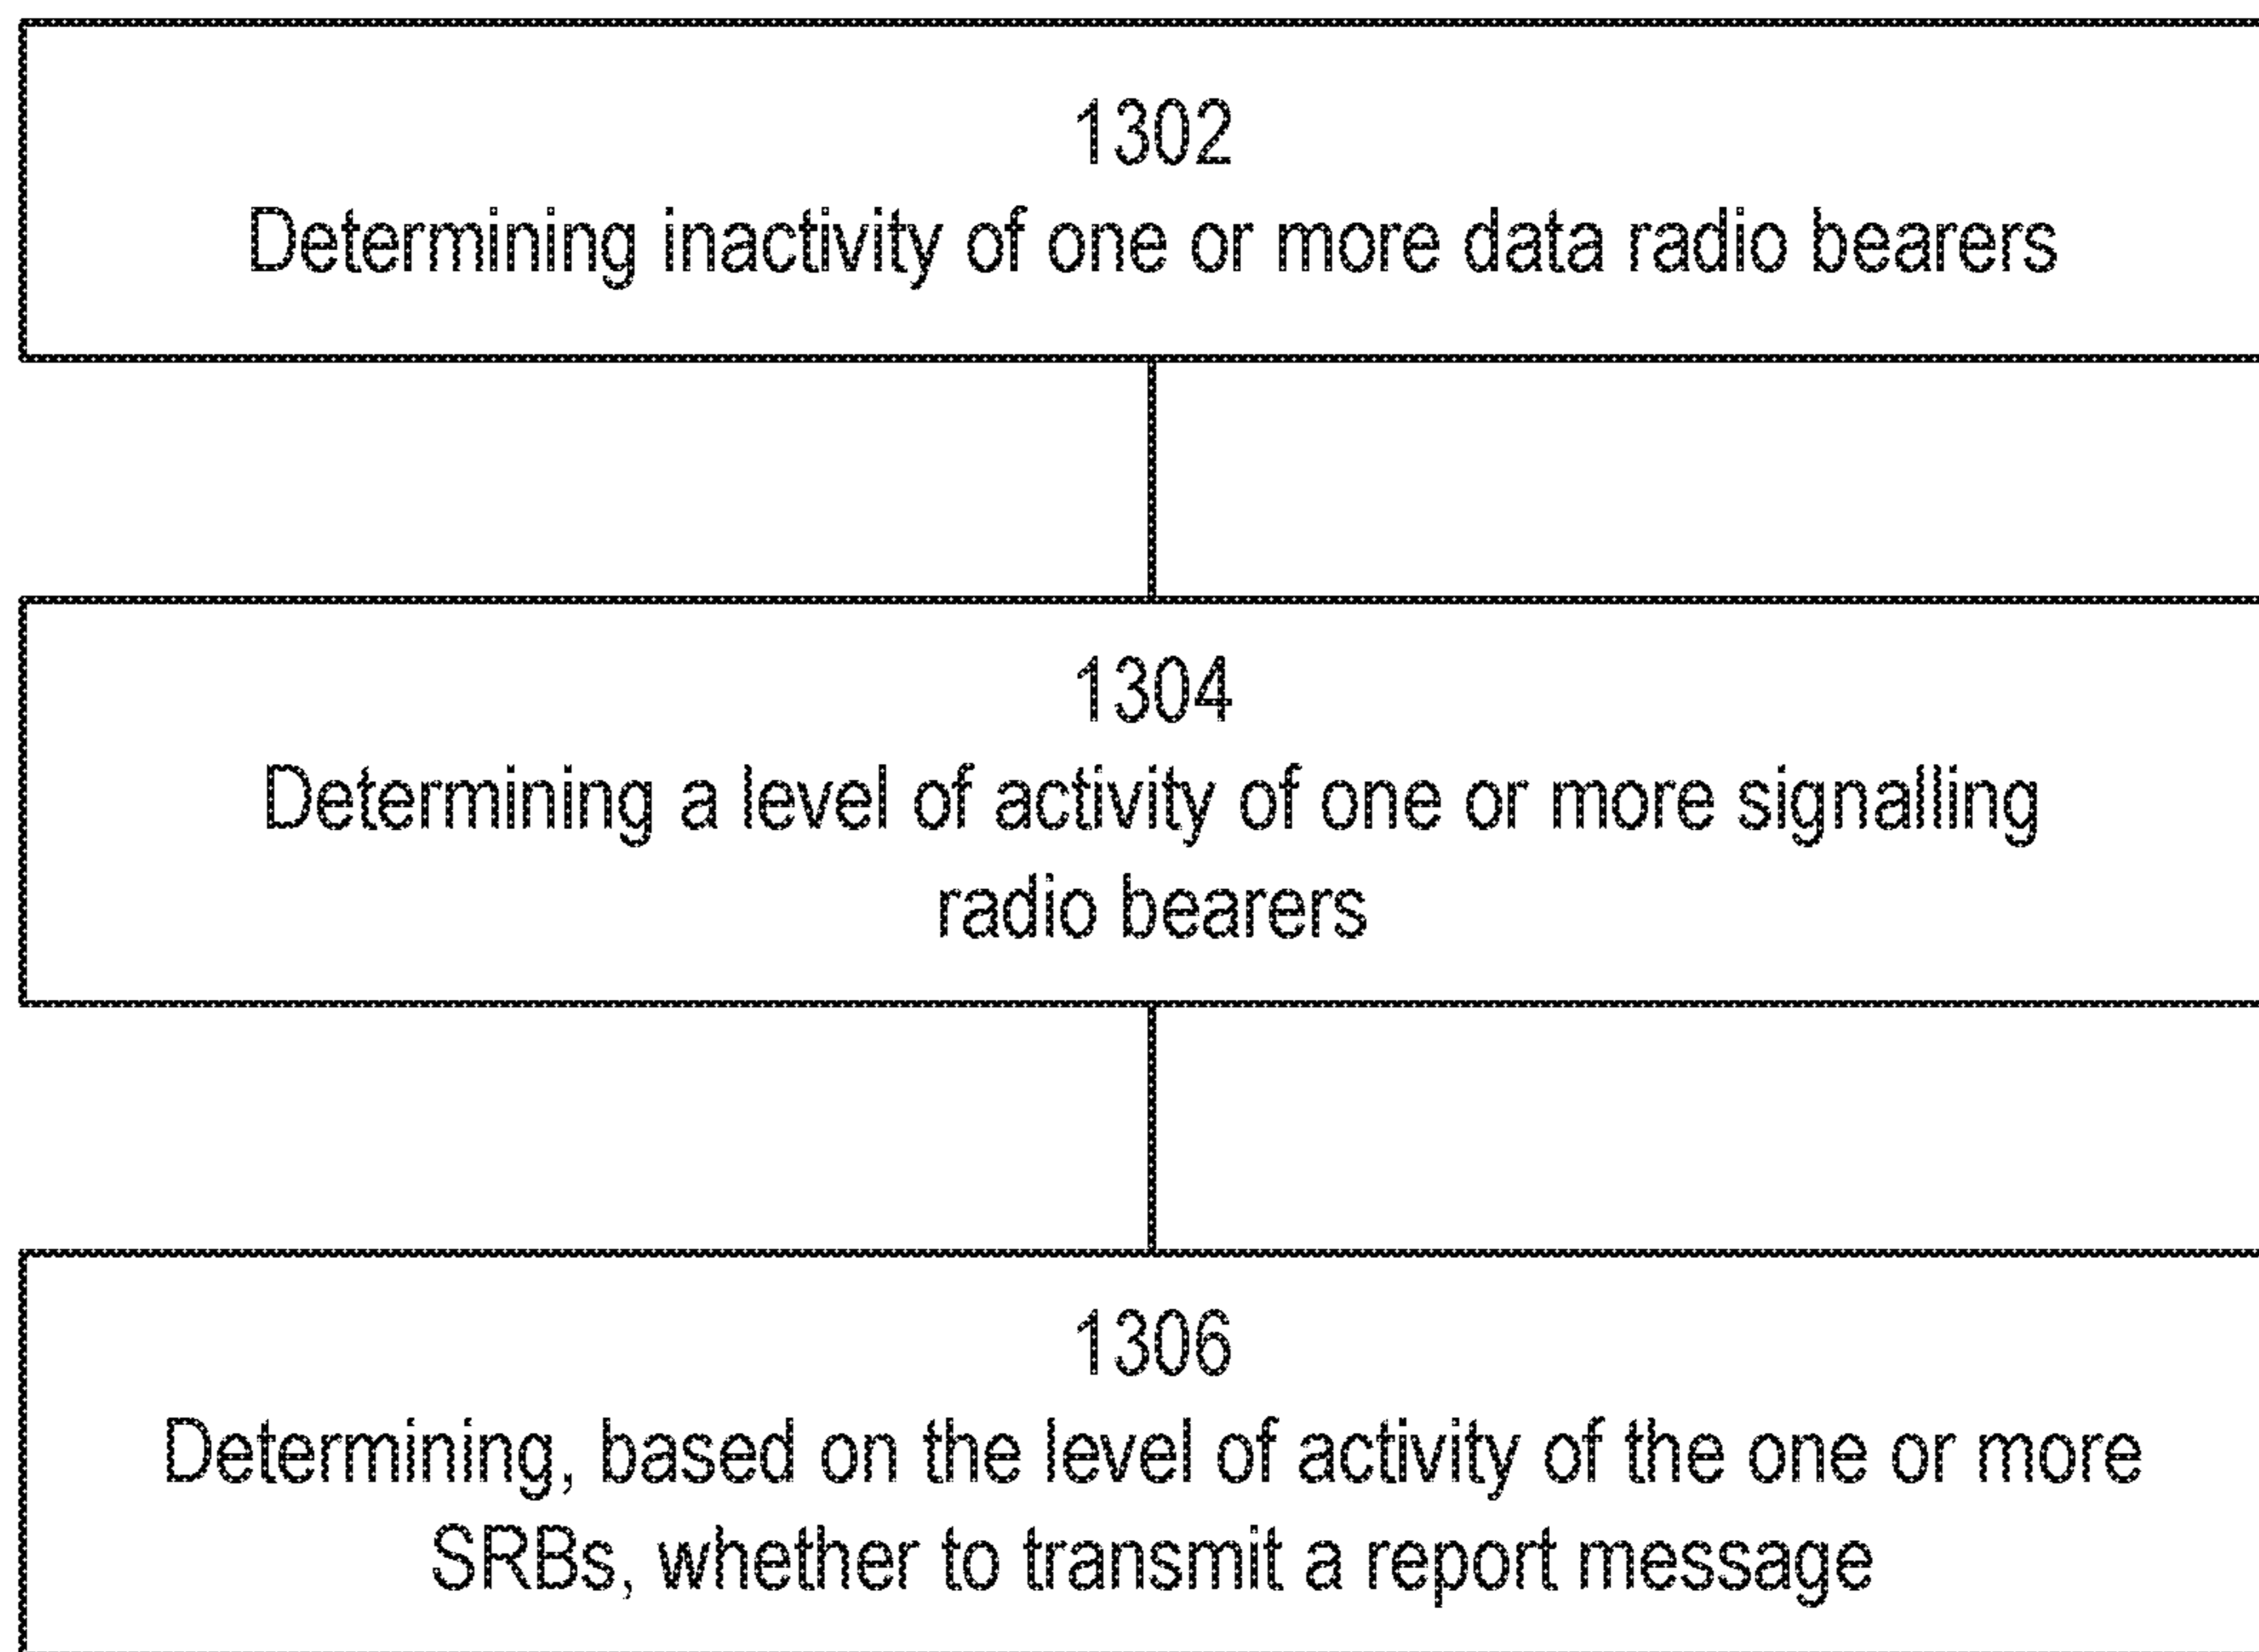 1302
Determining inactivity of one or more data radio bearers
1304
Determining a level of activity of one or more signalling
radio bearers
1306
Determining, based on the level of activity of the one or more
SRBs, whether to transmit a report message